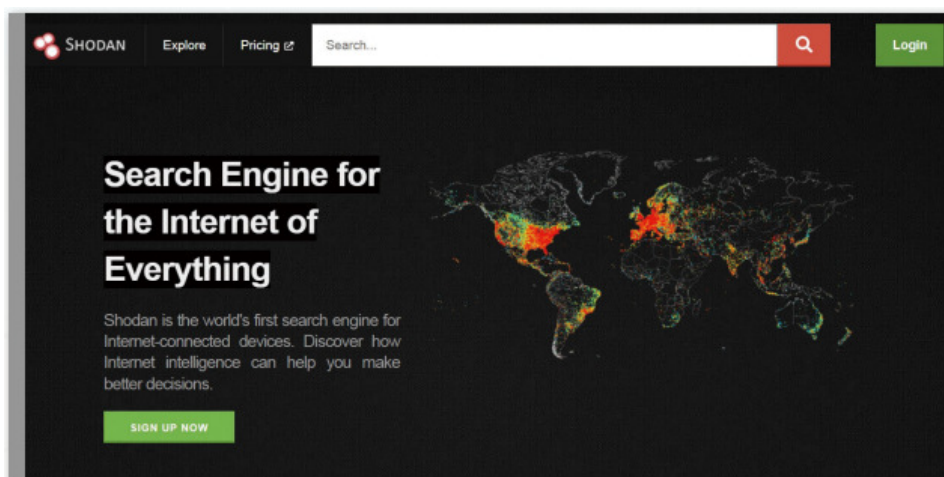 SHODAN Explore Pricing Search... Login
Search Engine for
the Internet of
Everything
Shodan is the world's first search engine for
Internet-connected devices. Discover how
Internet intelligence can help you make
better decisions.
SIGN UP NOW